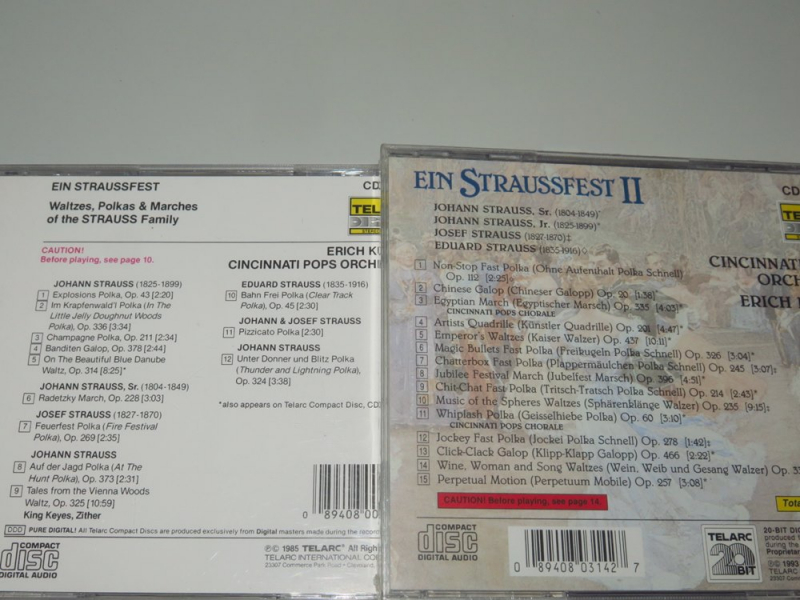 EIN STRAUSSFEST
Waltzes, Polkas & Marches
of the STRAUSS Family
CAUTION!
Before playing, see page 10.
ERICH
CINCINNATI POPS
JOHANN STRAUSS (1825-1899)
1 Explosions Polka, Op. 43 [2:20]
2 Im Krapfenwald'l Polka (In The
Little Jelly Doughnut Woods
Polka), Op. 336 [3:34]
3 Champagne Polka, Op. 211 [2:34]
4 Banditen Galop, Op. 378 [2:44]
5 On The Beautiful Blue Danube
Waltz, Op. 314 [8:25]*
JOHANN STRAUSS, Sr. (1804-1849)
6 Radetzky March, Op. 228 [3:03]
JOSEF STRAUSS (1827-1870)
7 Feuerfest Polka (Fire Festival
Polka), Op. 269 [2:35]
JOHANN STRAUSS
8 Auf der Jagd Polka (At The
Hunt Polka), Op. 373 [2:31]
9 Tales from the Vienna Woods
Waltz, Op. 325 [10:59]
King Keyes, Zither
EDUARD STRAUSS (1835-1916)
10 Bahn Frei Polka (Clear Track
Polka), Op. 45 [2:30]
JOHANN & JOSEF STRAUSS
11 Pizzicato Polka [2:30]
JOHANN STRAUSS
12 Unter Donner und Blitz Polka
(Thunder and Lightning Polka),
Op. 324 [3:38]
*also appears on Telarc Compact Disc,
0 89408 00
DDD PURE DIGITAL! All Telarc Compact Discs are produced exclusively from Digital masters made during the
COMPACT
disc
DIGITAL AUDIO
℗© 1985 TELARC® All
TELARC INTERNATIONAL
EIN STRAUSSFEST II
CD
JOHANN STRAUSS, Sr. (1804-1849)
JOHANN STRAUSS, Jr. (1825-1899)*
JOSEF STRAUSS (1827-1870)‡
EDUARD STRAUSS (1835-1916)◊
CINCINNATI
ERICH
1 Non-Stop Fast Polka (Ohne Aufenthalt Polka Schnell)
Op. 112 [2:25]◊
2 Chinese Galop (Chineser Galopp) Op. 20 [1:38]
3 Egyptian March (Egyptischer Marsch) Op. 335 [4:03]*
CINCINNATI POPS CHORALE
4 Artists Quadrille (Künstler Quadrille) Op. 201 [4:47]*
5 Emperor's Waltzes (Kaiser Walzer) Op. 437 [10:11]*
6 Magic Bullets Fast Polka (Freikugeln Polka Schnell) Op. 326 [3:04]*
7 Chatterbox Fast Polka (Plappermäulchen Polka Schnell) Op. 245 [3:07]‡
8 Jubilee Festival March (Jubelfest Marsch) Op. 396 [4:51]*
9 Chit-Chat Fast Polka (Tritsch-Tratsch Polka Schnell) Op. 214 [2:43]*
10 Music of the Spheres Waltzes (Sphärenklänge Walzer) Op. 235 [9:15]‡
11 Whiplash Polka (Geisselhiebe Polka) Op. 60 [3:10]*
CINCINNATI POPS CHORALE
12 Jockey Fast Polka (Jockei Polka Schnell) Op. 278 [1:42]‡
13 Click-Clack Galop (Klipp-Klapp Galopp) Op. 466 [2:22]*
14 Wine, Woman and Song Waltzes (Wein, Weib und Gesang Walzer) Op.
15 Perpetual Motion (Perpetuum Mobile) Op. 257 [3:08]*
CAUTION! Before playing, see page 14.
COMPACT
disc
DIGITAL AUDIO
0 89408 03142 7
TELARC
20 BIT